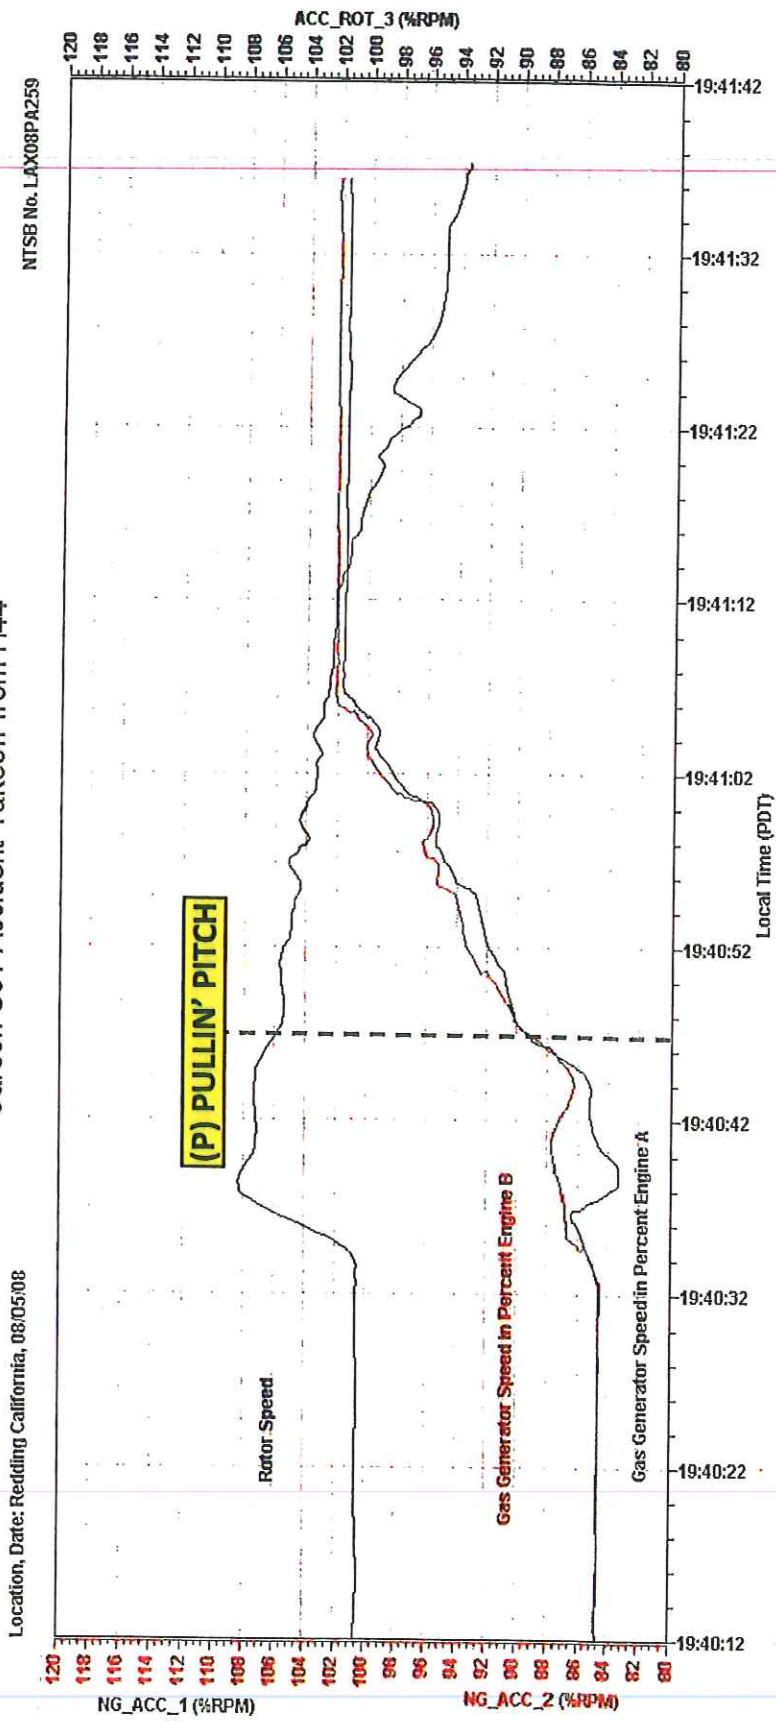 Location, Date: Redding California, 08/05/08
NTSB No. LAX08PA259
(P) PULLIN' PITCH
Rotor Speed
Gas Generator Speed in Percent Engine B
Gas Generator Speed in Percent Engine A
NG_ACC_1 (%RPM)
NG_ACC_2 (%RPM)
120 118 116 114 112 110 108 106 104 102 100 98 96 94 92 90 88 86 84 82 80
ACC_ROT_3 (%RPM)
120 118 116 114 112 110 108 106 104 102 100 98 96 94 92 90 88 86 84 82 80
19:40:12 19:40:22 19:40:32 19:40:42 19:40:52 19:41:02 19:41:12 19:41:22 19:41:32 19:41:42
Local Time (PDT)